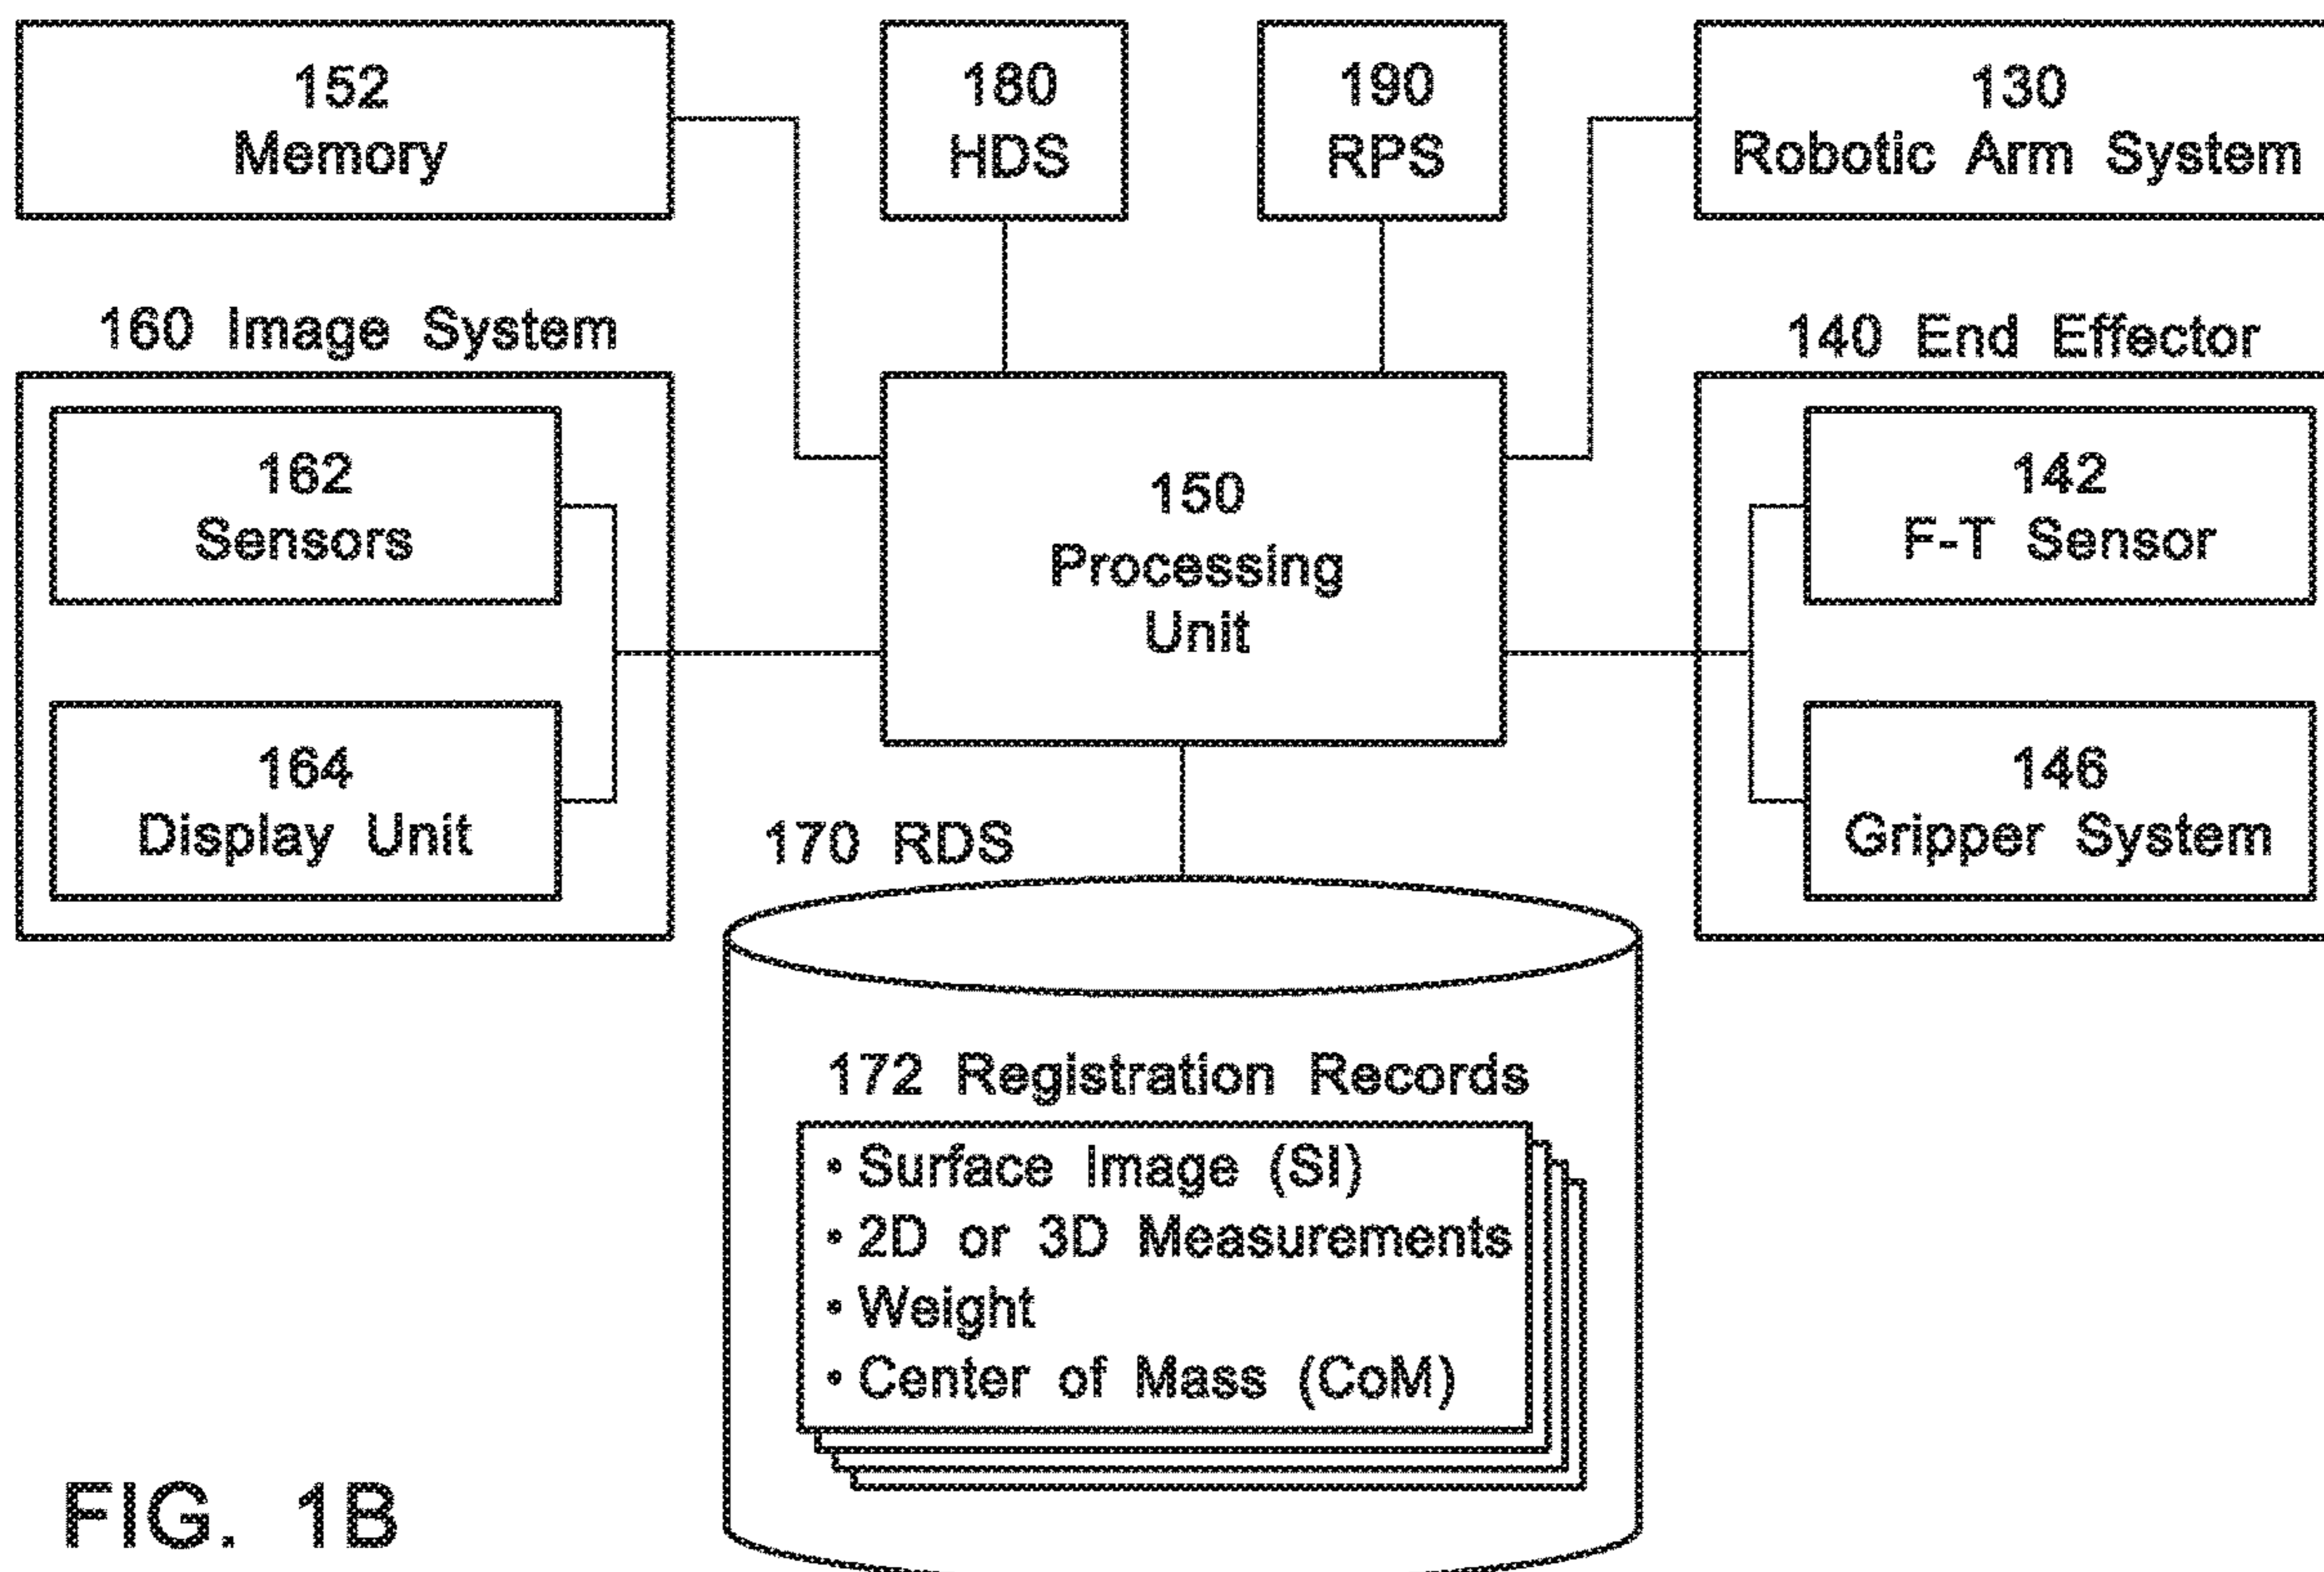 152
Memory
180
HDS
190
RPS
130
Robotic Arm System
160 Image System
162
Sensors
164
Display Unit
150
Processing
Unit
140 End Effector
142
F-T Sensor
146
Gripper System
170 RDS
172 Registration Records
• Surface Image (SI)
• 2D or 3D Measurements
• Weight
• Center of Mass (CoM)
FIG. 1B